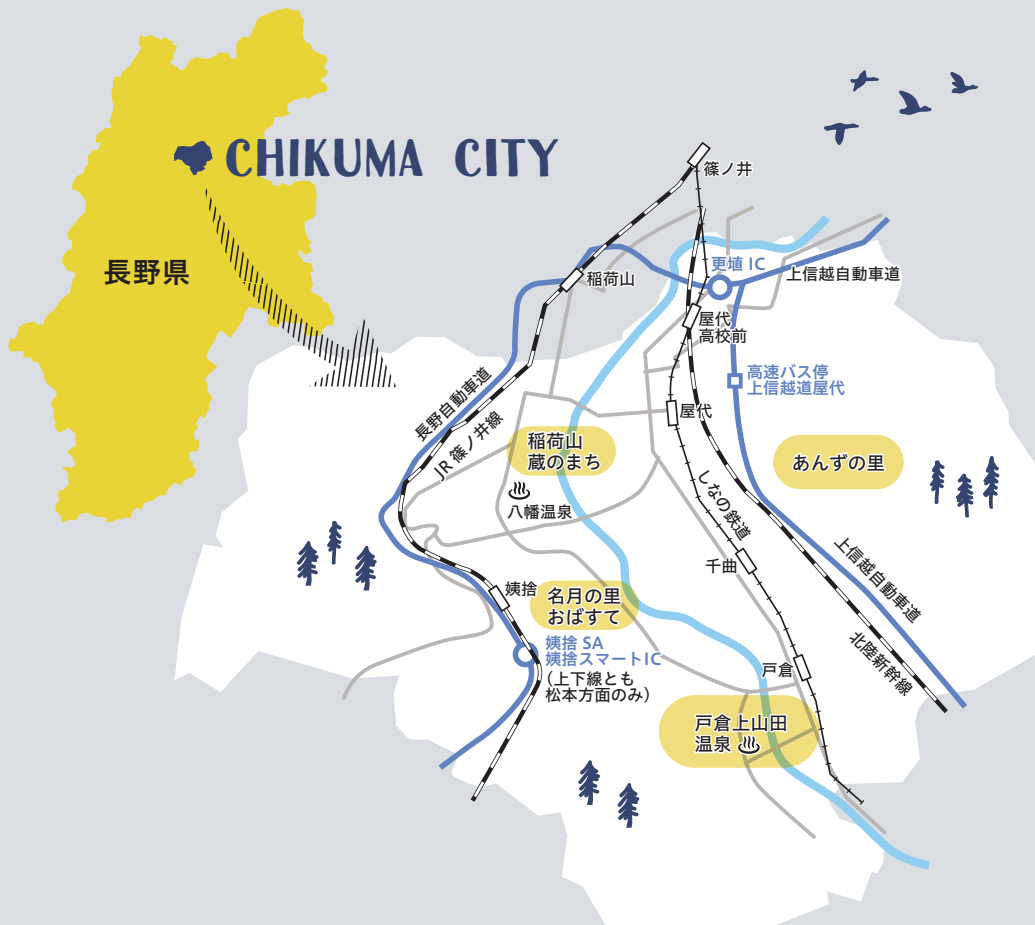 CHIKUMA CITY
長野県
篠ノ井
稲荷山
更埴 IC
上信越自動車道
屋代
高校前
高速バス停
上信越道屋代
長野自動車道
JR 篠ノ井線
屋代
稲荷山
蔵のまち
あんずの里
八幡温泉
しなの鉄道
千曲
上信越自動車道
姨捨
名月の里
おばすて
姨捨 SA
姨捨スマートIC
（上下線とも
松本方面のみ）
北陸新幹線
戸倉
戸倉上山田
温泉